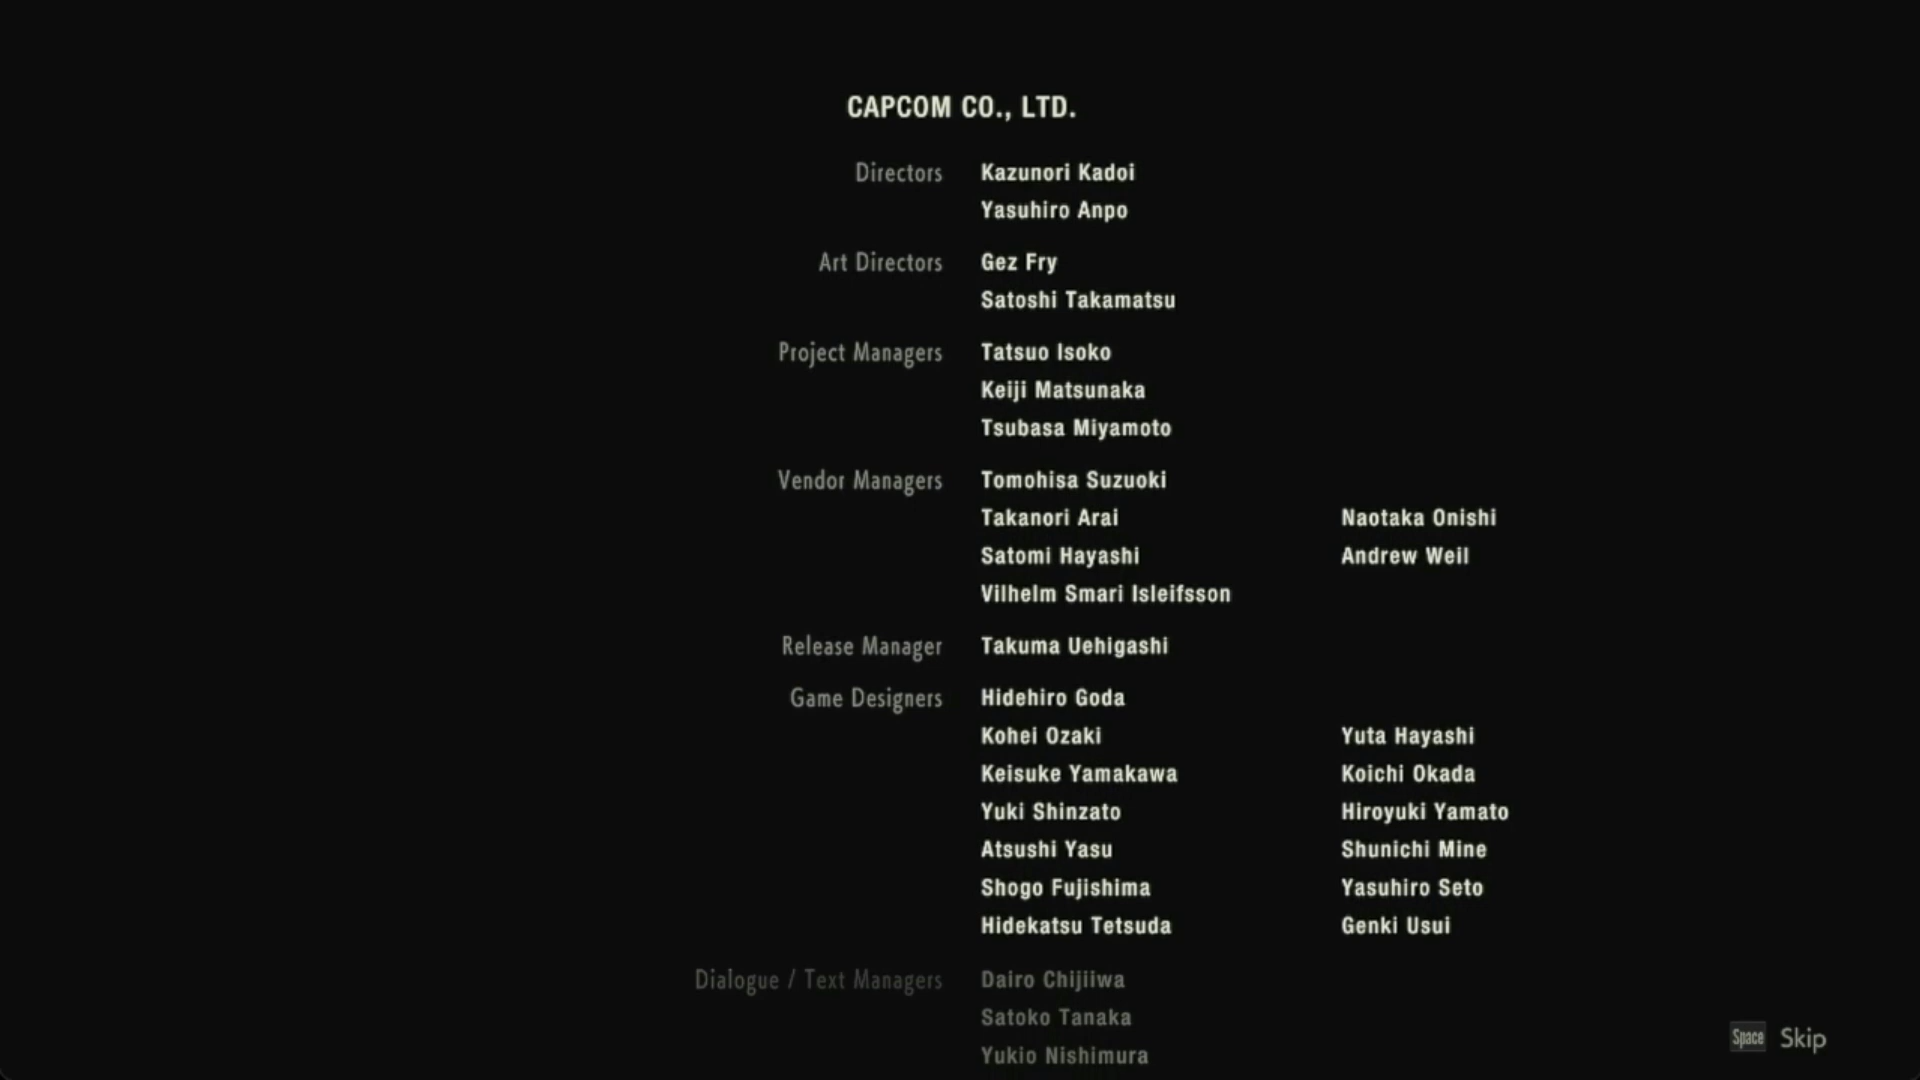 CAPCOM CO., LTD.
Directors Kazunori Kadoi
Yasuhiro Anpo
Art Directors Gez Fry
Satoshi Takamatsu
Project Managers Tatsuo Isoko
Keiji Matsunaka
Tsubasa Miyamoto
Vendor Managers Tomohisa Suzuoki
Takanori Arai Naotaka Onishi
Satomi Hayashi Andrew Weil
Vilhelm Smari Isleifsson
Release Manager Takuma Uehigashi
Game Designers Hidehiro Goda
Kohei Ozaki Yuta Hayashi
Keisuke Yamakawa Koichi Okada
Yuki Shinzato Hiroyuki Yamato
Atsushi Yasu Shunichi Mine
Shogo Fujishima Yasuhiro Seto
Hidekatsu Tetsuda Genki Usui
Dialogue / Text Managers Dairo Chijiiwa
Satoko Tanaka
Yukio Nishimura
Space Skip